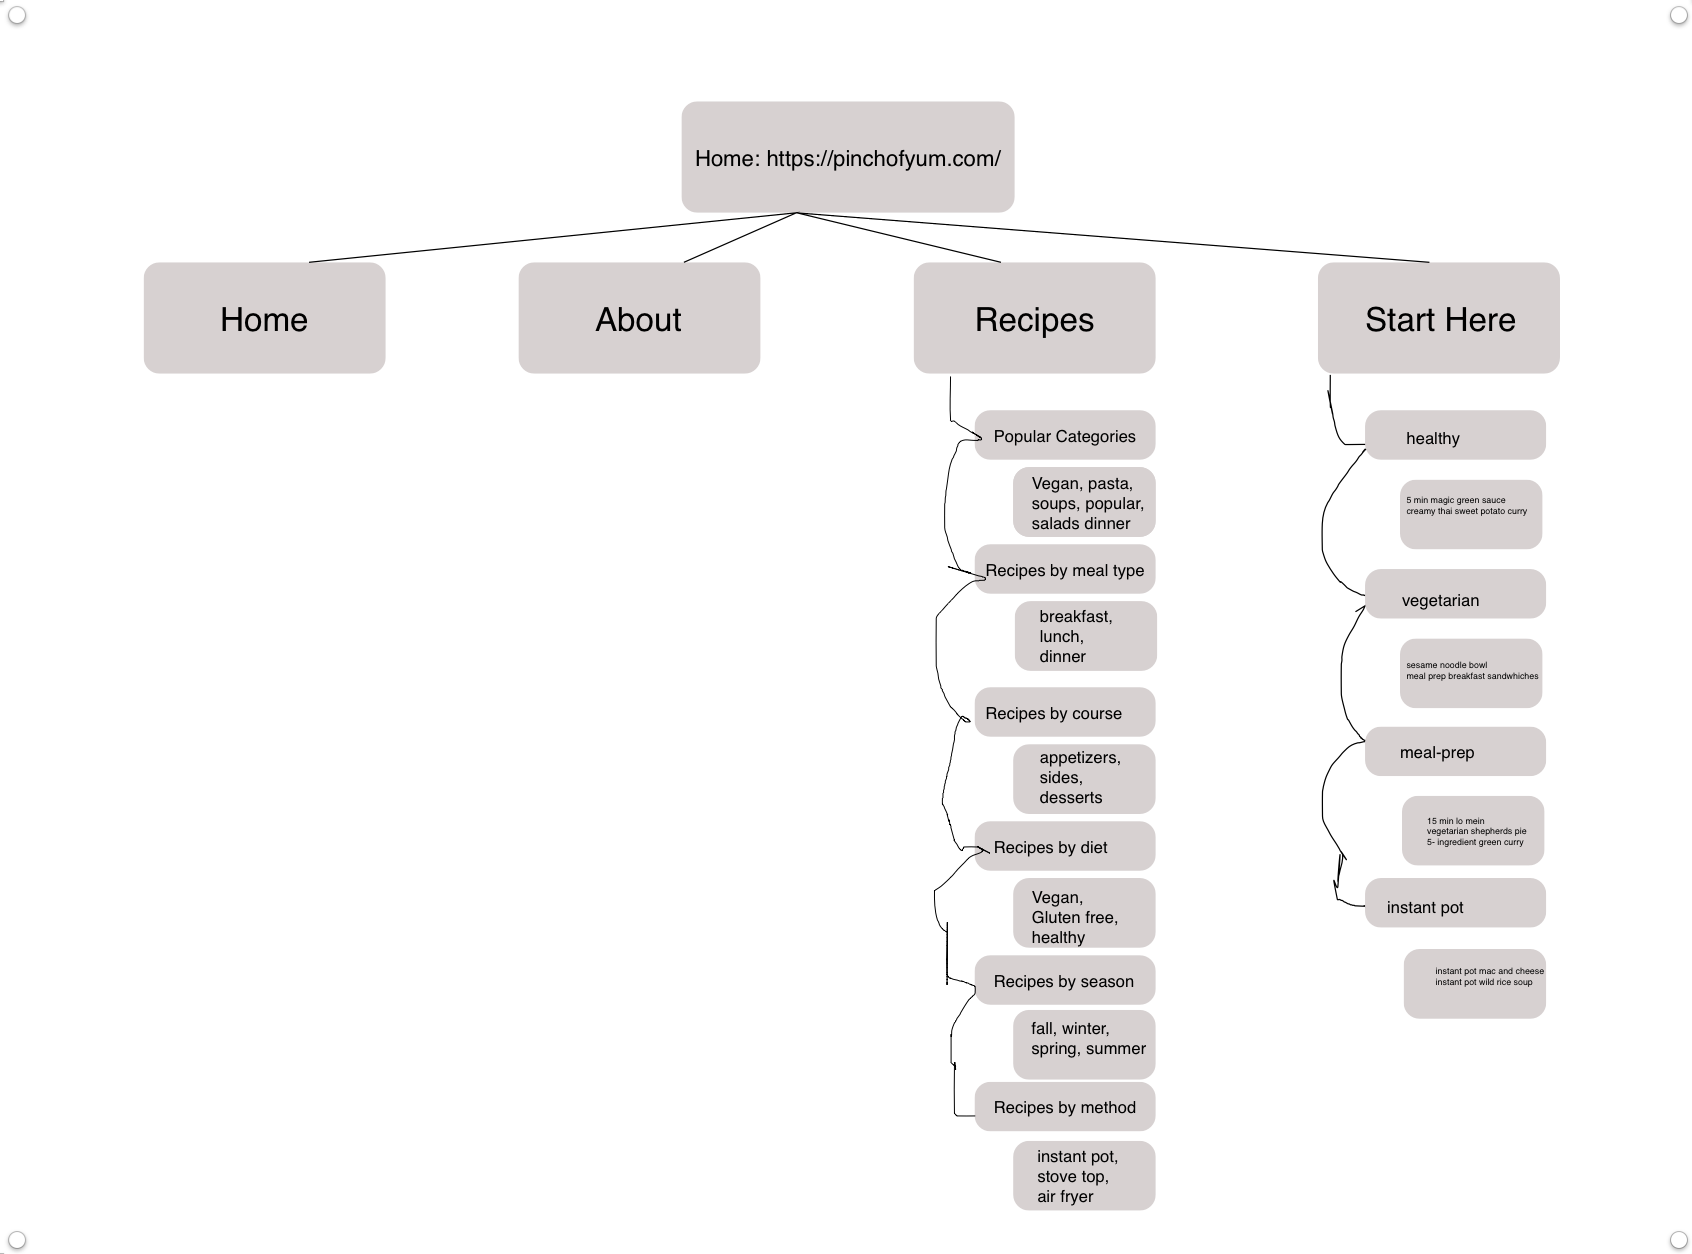 Home: https://pinchofyum.com/
Home
About
Recipes
Start Here
Popular Categories
Vegan, pasta,
soups, popular,
salads dinner
Recipes by meal type
breakfast,
lunch,
dinner
Recipes by course
appetizers,
sides,
desserts
Recipes by diet
Vegan,
Gluten free,
healthy
Recipes by season
fall, winter,
spring, summer
Recipes by method
instant pot,
stove top,
air fryer
healthy
5 min magic green sauce
creamy thai sweet potato curry
vegetarian
sesame noodle bowl
meal prep breakfast sandwhiches
meal-prep
15 min lo mein
vegetarian shepherds pie
5- ingredient green curry
instant pot
instant pot mac and cheese
instant pot wild rice soup